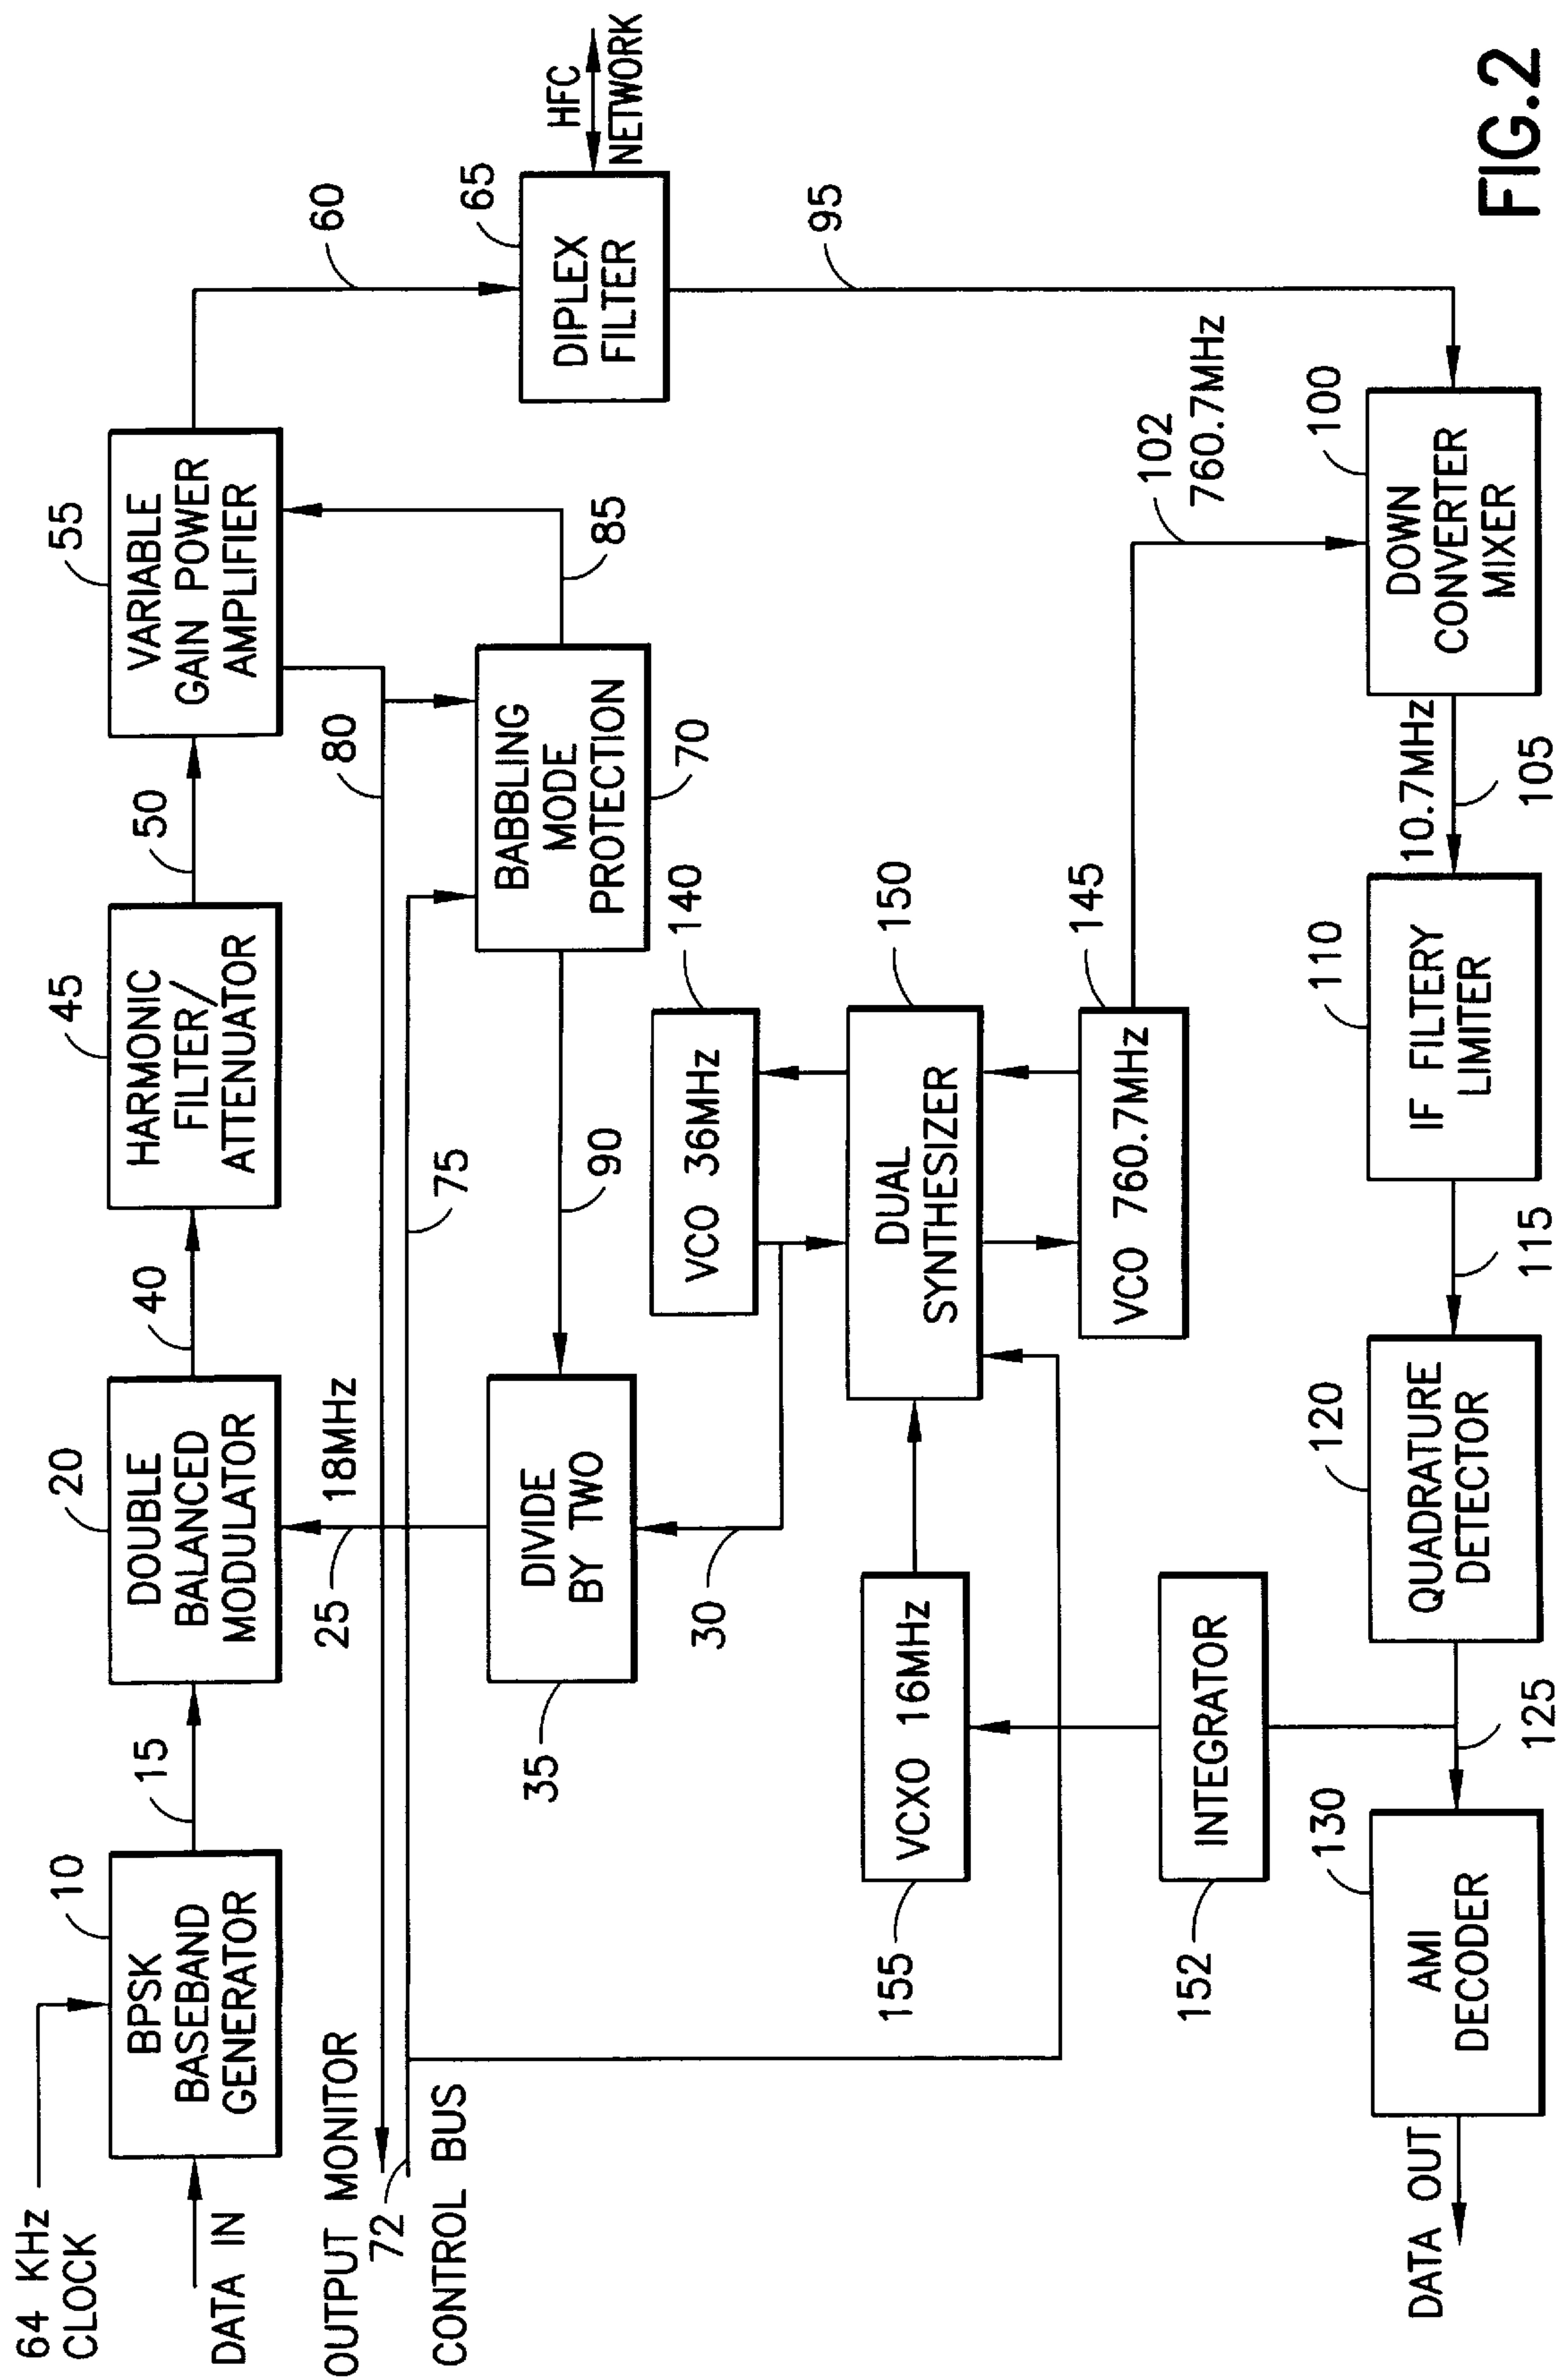 64 KHz
CLOCK
DATA IN
10
BPSK
BASEBAND
GENERATOR
15
20
DOUBLE
BALANCED
MODULATOR
40
45
HARMONIC
FILTER/
ATTENUATOR
50
55
VARIABLE
GAIN POWER
AMPLIFIER
60
65
DIPLEX
FILTER
HFC
NETWORK
OUTPUT MONITOR
72
CONTROL BUS
25
18MHz
75
80
85
BABBLING
MODE
PROTECTION
70
90
DIVIDE
BY TWO
35
30
140
VCO 36MHz
150
DUAL
SYNTHESIZER
145
VCO 760.7MHz
155
VCXO 16MHz
152
INTEGRATOR
102
760.7MHz
95
100
DOWN
CONVERTER
MIXER
10.7MHz
105
110
IF FILTERY
LIMITER
115
120
QUADRATURE
DETECTOR
125
130
AMI
DECODER
DATA OUT
FIG.2